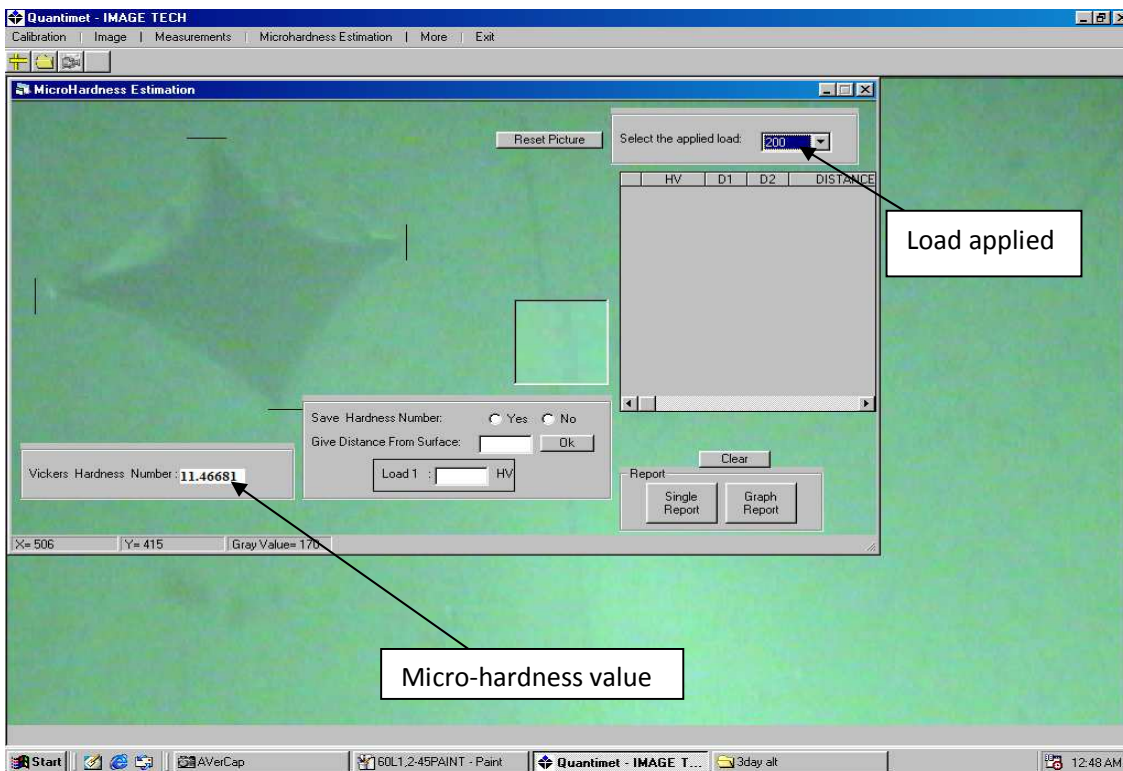 Quantimet - IMAGE TECH
Calibration | Image | Measurements | Microhardness Estimation | More | Exit
MicroHardness Estimation
Reset Picture
Select the applied load: 200
HV D1 D2 DISTANCE
Load applied
Save Hardness Number: Yes No
Give Distance From Surface: Ok
Load 1 : HV
Vickers Hardness Number : 11.46681
Clear
Report
Single Report
Graph Report
X= 506 Y= 415 Gray Value= 170
Micro-hardness value
Start AVerCap 60L1,2-45PAINT - Paint Quantimet - IMAGE T... 3day alt 12:48 AM